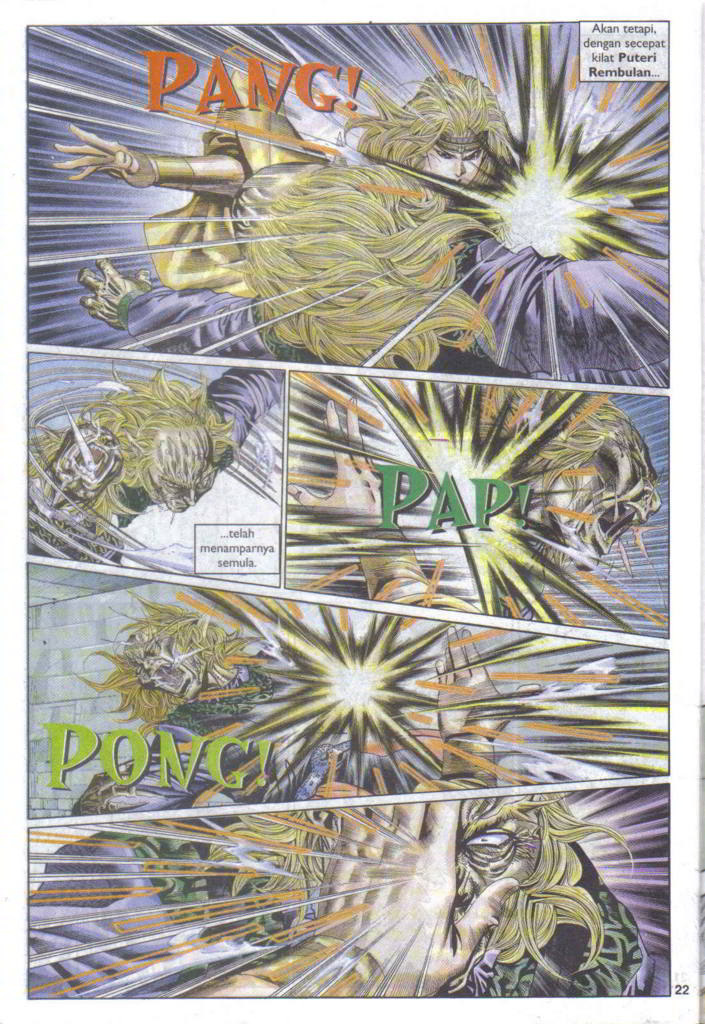 PANG!
Akan tetapi,
dengan secepat
kilat Puteri
Rembulan...
...telah
menamparnya
semula.
PAP!
PONG!
22